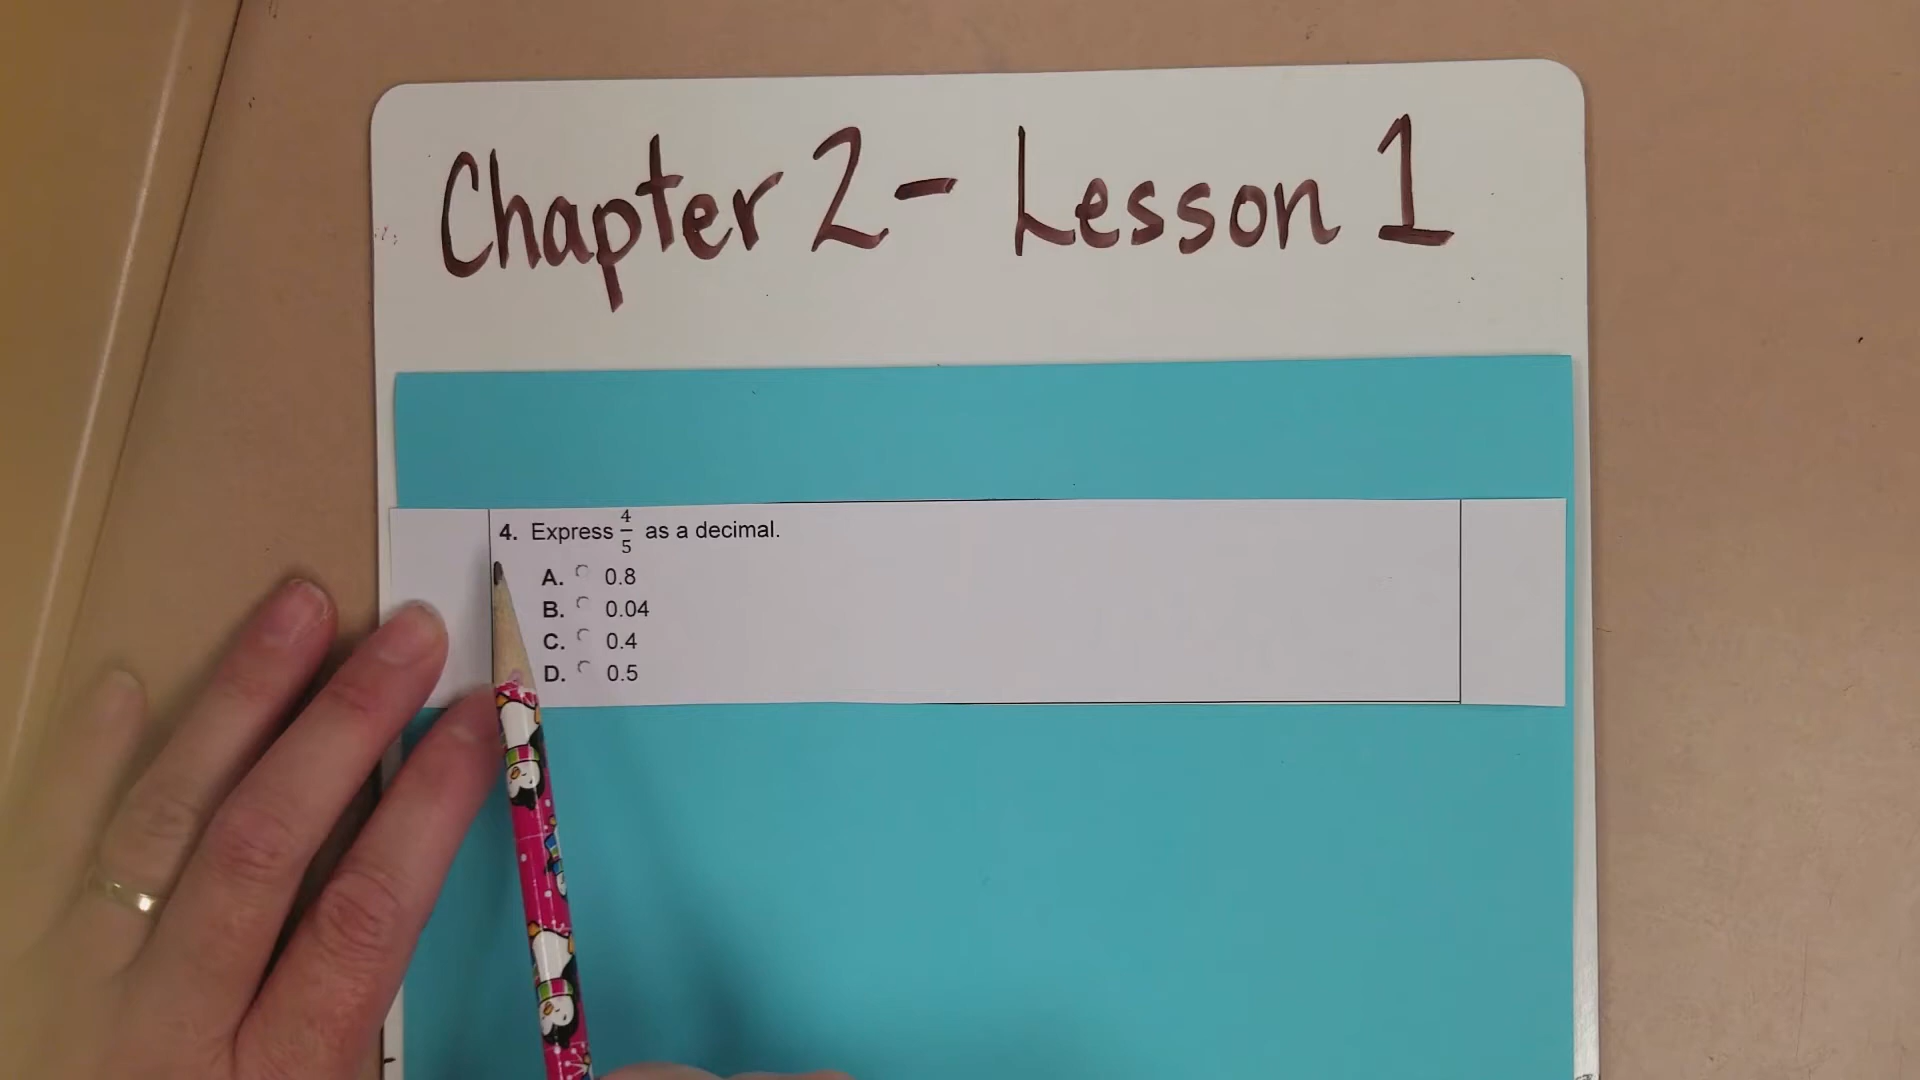 Chapter 2 - Lesson 1
4. Express 4/5 as a decimal.
A. 0.8
B. 0.04
C. 0.4
D. 0.5